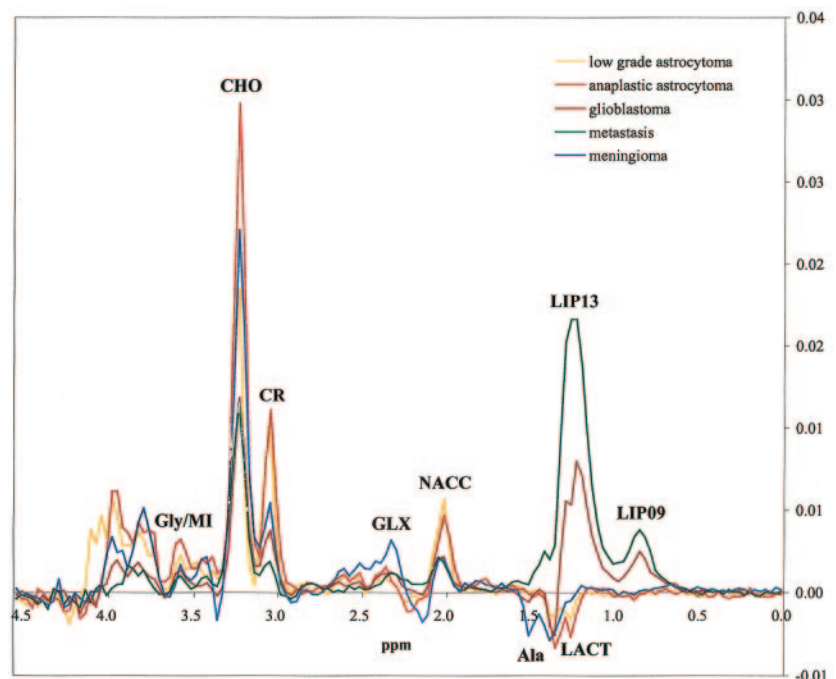 0.04
low grade astrocytoma
anaplastic astrocytoma
glioblastoma
metastasis
meningioma
CHO
0.03
0.03
LIP13
0.02
0.02
CR
0.01
NACC
Gly/MI
GLX
LIP09
0.01
0.00
4.5 4.0 3.5 3.0 2.5 2.0 1.5 1.0 0.5 0.0
ppm
Ala
LACT
-0.01